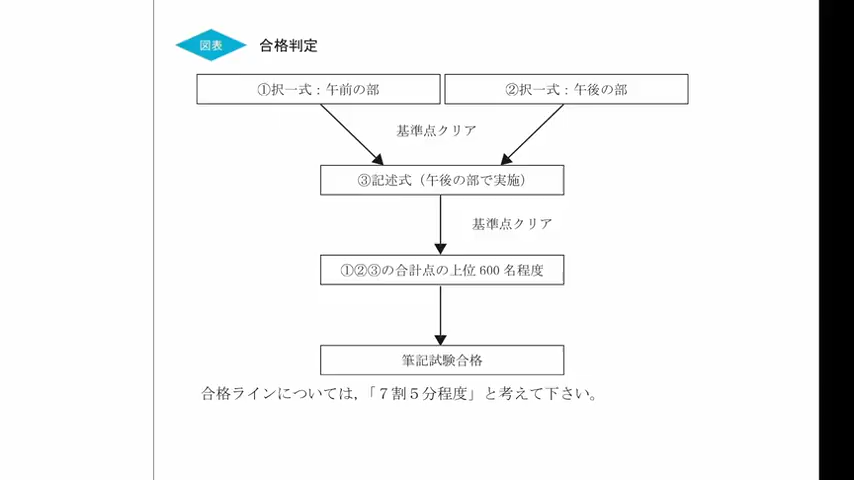 図表 合格判定
①択一式：午前の部 ②択一式：午後の部
基準点クリア
③記述式（午後の部で実施）
基準点クリア
①②③の合計点の上位 600 名程度
筆記試験合格
合格ラインについては，「７割５分程度」と考えて下さい。